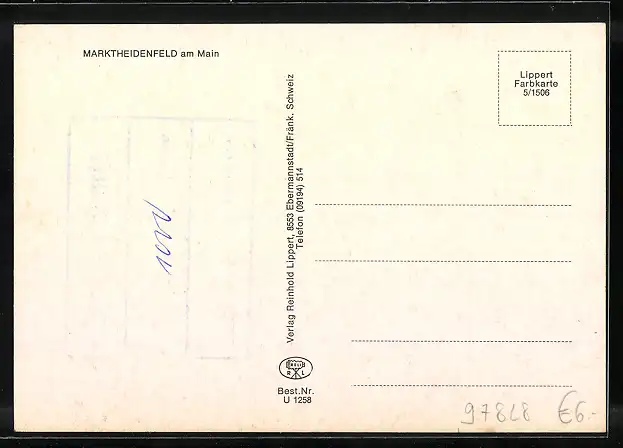 MARKTHEIDENFELD am Main
Lippert
Farbkarte
5/1506
Verlag Reinhold Lippert, 8553 Ebermannstadt/Fränk. Schweiz
Telefon (09194) 514
R L
Best.Nr.
U 1258
97828 €6.-